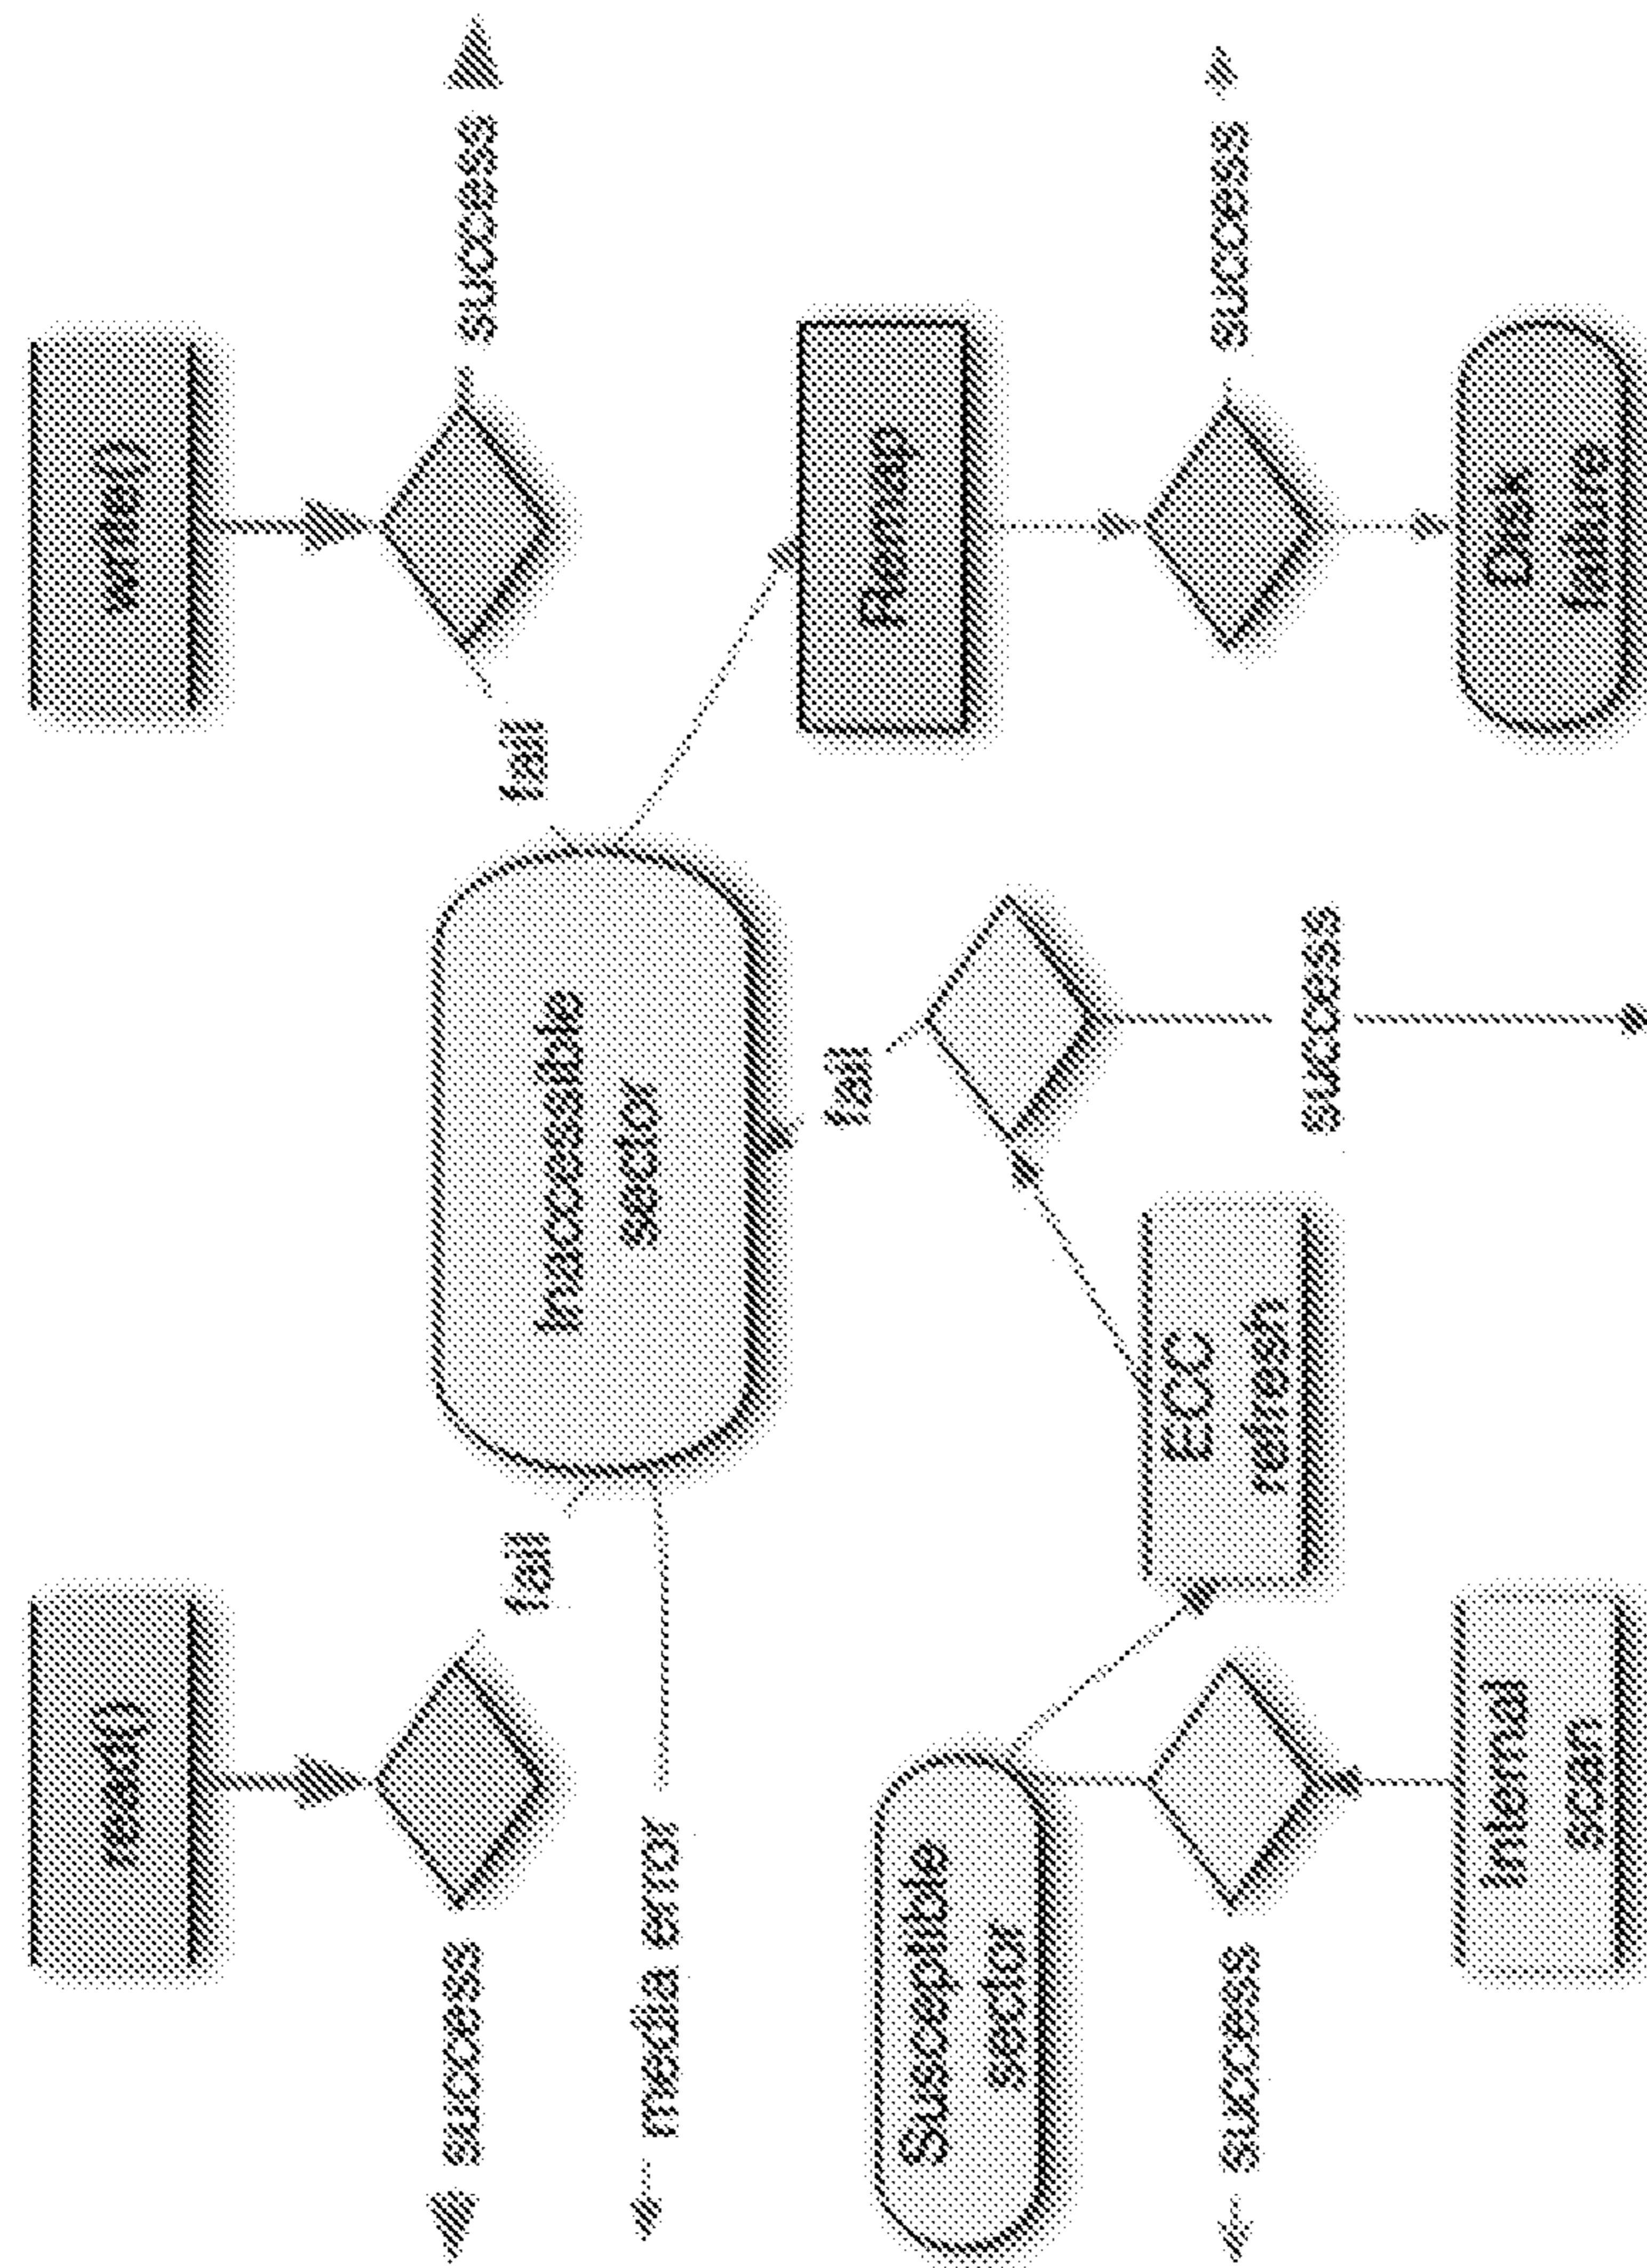 read()
write()
success
fail
fail
success
media error
Inaccessible
sector
Susceptible
sector
fail
Remap
success
ECC
refresh
success
success
Internal
scan
Disk
failure